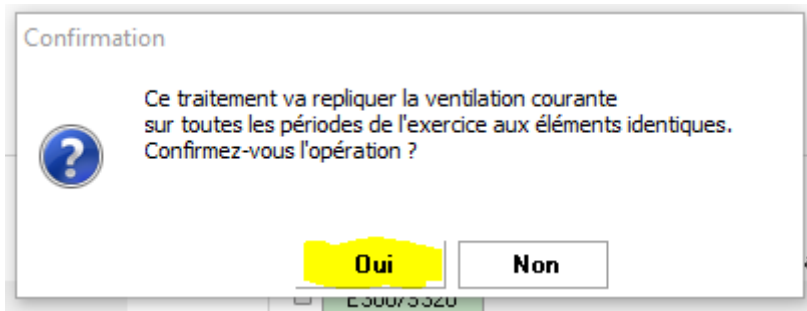 Confirmation
Ce traitement va repliquer la ventilation courante
sur toutes les périodes de l'exercice aux éléments identiques.
Confirmez-vous l'opération ?
Oui Non